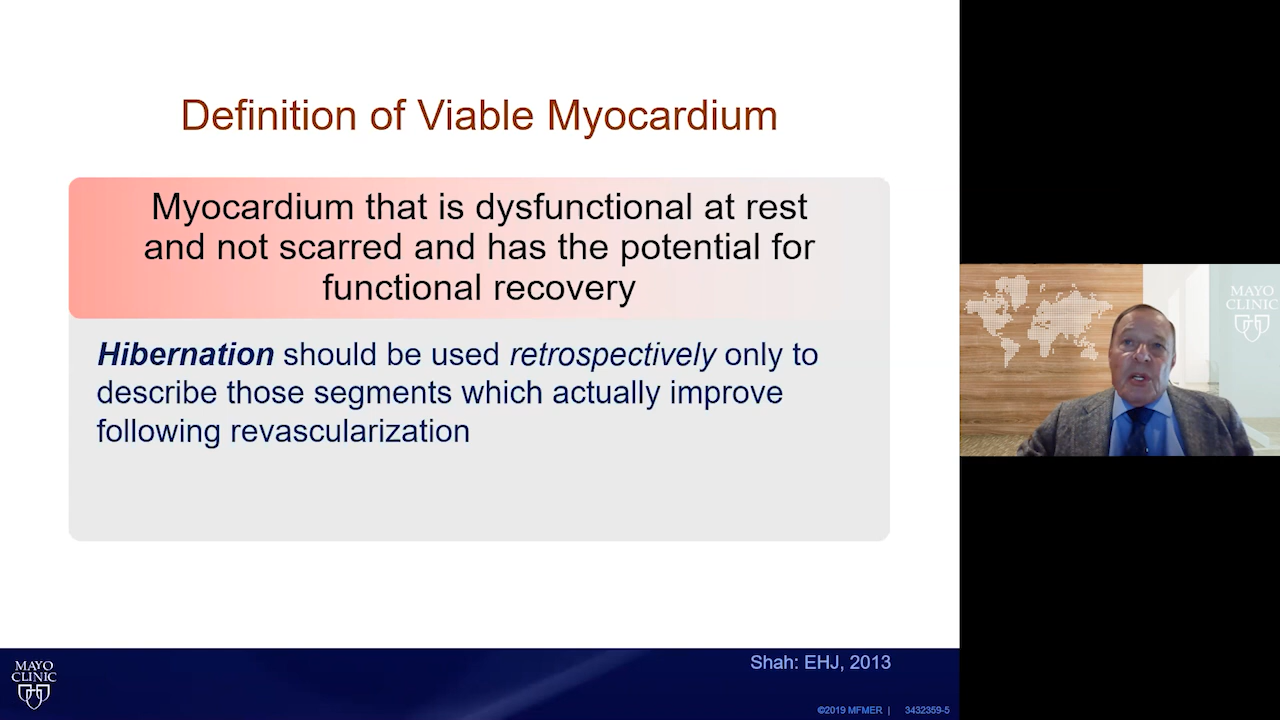 Definition of Viable Myocardium
Myocardium that is dysfunctional at rest
and not scarred and has the potential for
functional recovery
Hibernation should be used retrospectively only to
describe those segments which actually improve
following revascularization
Shah: EHJ, 2013
MAYO
CLINIC
©2019 MFMER | 3432359-5
MAYO
CLINIC